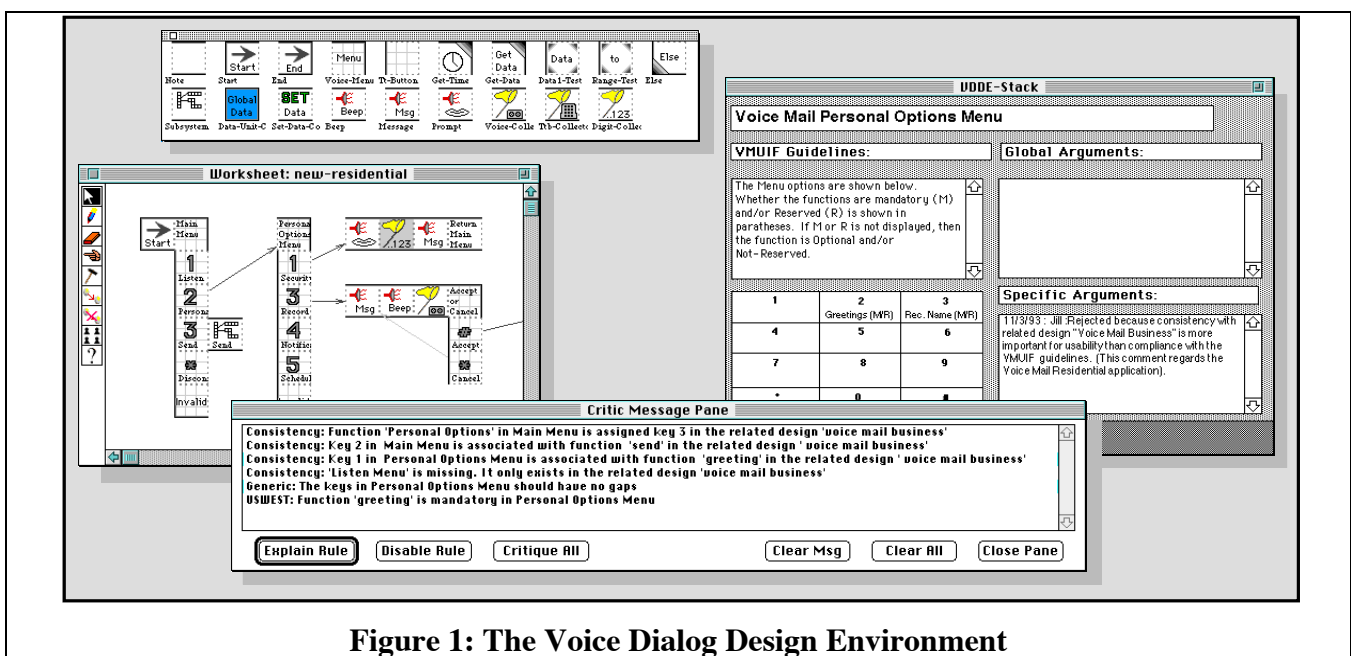 Start
End
Menu
Get
Data
Data
to
Else
Note
Start
End
Voice-Menu
Tt-Button
Get-Time
Get-Data
Data1-Test
Range-Test
Else
Global
Data
SET
Data
Beep
Msg
.123
Subsystem
Data-Unit-C
Set-Data-Co
Beep
Message
Prompt
Voice-Colle
Ttb-Collecto
Digit-Collec
Worksheet: new-residential
Start
Main
Menu
1
Listen
2
Persona
3
Send
Send
Discon
Invalid
Persona
Options
Menu
1
Securit
3
Record
4
Notific
5
Schedul
.123
Msg
Return
Main
Menu
Msg
Beep
Accept
or
Cancel
#
Accept
*
Cancel
?
VDDE-Stack
Voice Mail Personal Options Menu
VMUIF Guidelines:
The Menu options are shown below.
Whether the functions are mandatory (M)
and/or Reserved (R) is shown in
paratheses. If M or R is not displayed, then
the function is Optional and/or
Not-Reserved.
Global Arguments:
1
2
3
Greetings (M/R)
Rec. Name (M/R)
4
5
6
7
8
9
Specific Arguments:
11/3/93 : Jill :Rejected because consistency with
related design "Voice Mail Business" is more
important for usability than compliance with the
VMUIF guidelines. (This comment regards the
Voice Mail Residential application).
Critic Message Pane
Consistency: Function 'Personal Options' in Main Menu is assigned key 3 in the related design 'voice mail business'
Consistency: Key 2 in Main Menu is associated with function 'send' in the related design ' voice mail business'
Consistency: Key 1 in Personal Options Menu is associated with function 'greeting' in the related design ' voice mail business'
Consistency: 'Listen Menu' is missing. It only exists in the related design 'voice mail business'
Generic: The keys in Personal Options Menu should have no gaps
USWEST: Function 'greeting' is mandatory in Personal Options Menu
Explain Rule
Disable Rule
Critique All
Clear Msg
Clear All
Close Pane
Figure 1: The Voice Dialog Design Environment